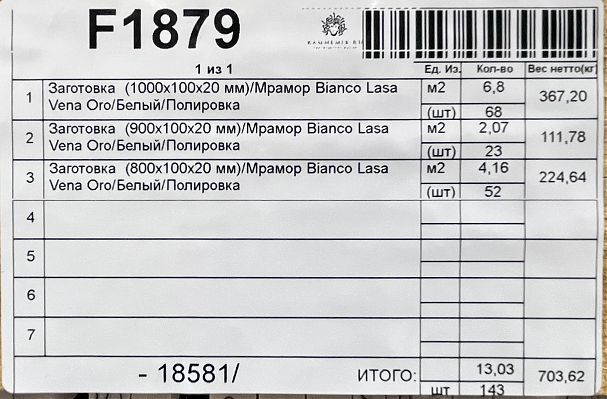 F1879
1 из 1 Ед. Из. Кол-во Вес нетто(кг)
1 Заготовка (1000x100x20 мм)/Мрамор Bianco Lasa м2 6,8 367,20
Vena Oro/Белый/Полировка (шт) 68
2 Заготовка (900x100x20 мм)/Мрамор Bianco Lasa м2 2,07 111,78
Vena Oro/Белый/Полировка (шт) 23
3 Заготовка (800x100x20 мм)/Мрамор Bianco Lasa м2 4,16 224,64
Vena Oro/Белый/Полировка (шт) 52
4
5
6
7
- 18581/ ИТОГО: 13,03 703,62
шт 143